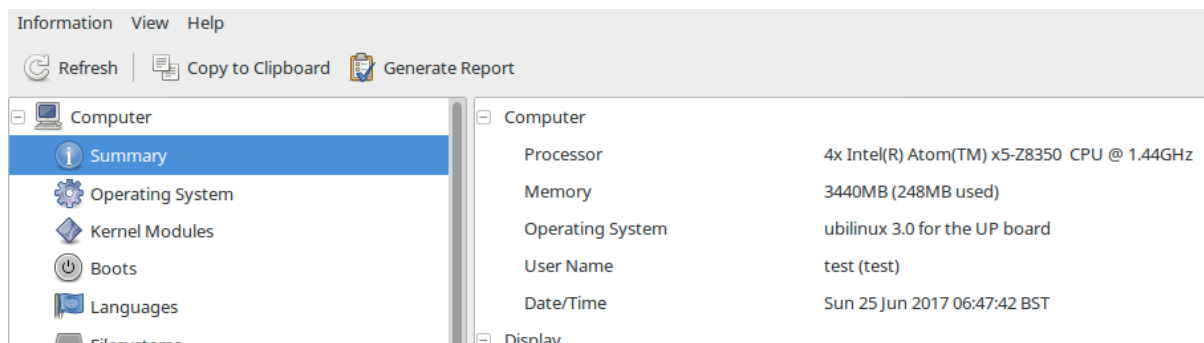 Information View Help
Refresh Copy to Clipboard Generate Report
Computer
Summary
Operating System
Kernel Modules
Boots
Languages
Filesystems
Computer
Processor 4x Intel(R) Atom(TM) x5-Z8350 CPU @ 1.44GHz
Memory 3440MB (248MB used)
Operating System ubilinux 3.0 for the UP board
User Name test (test)
Date/Time Sun 25 Jun 2017 06:47:42 BST
Display